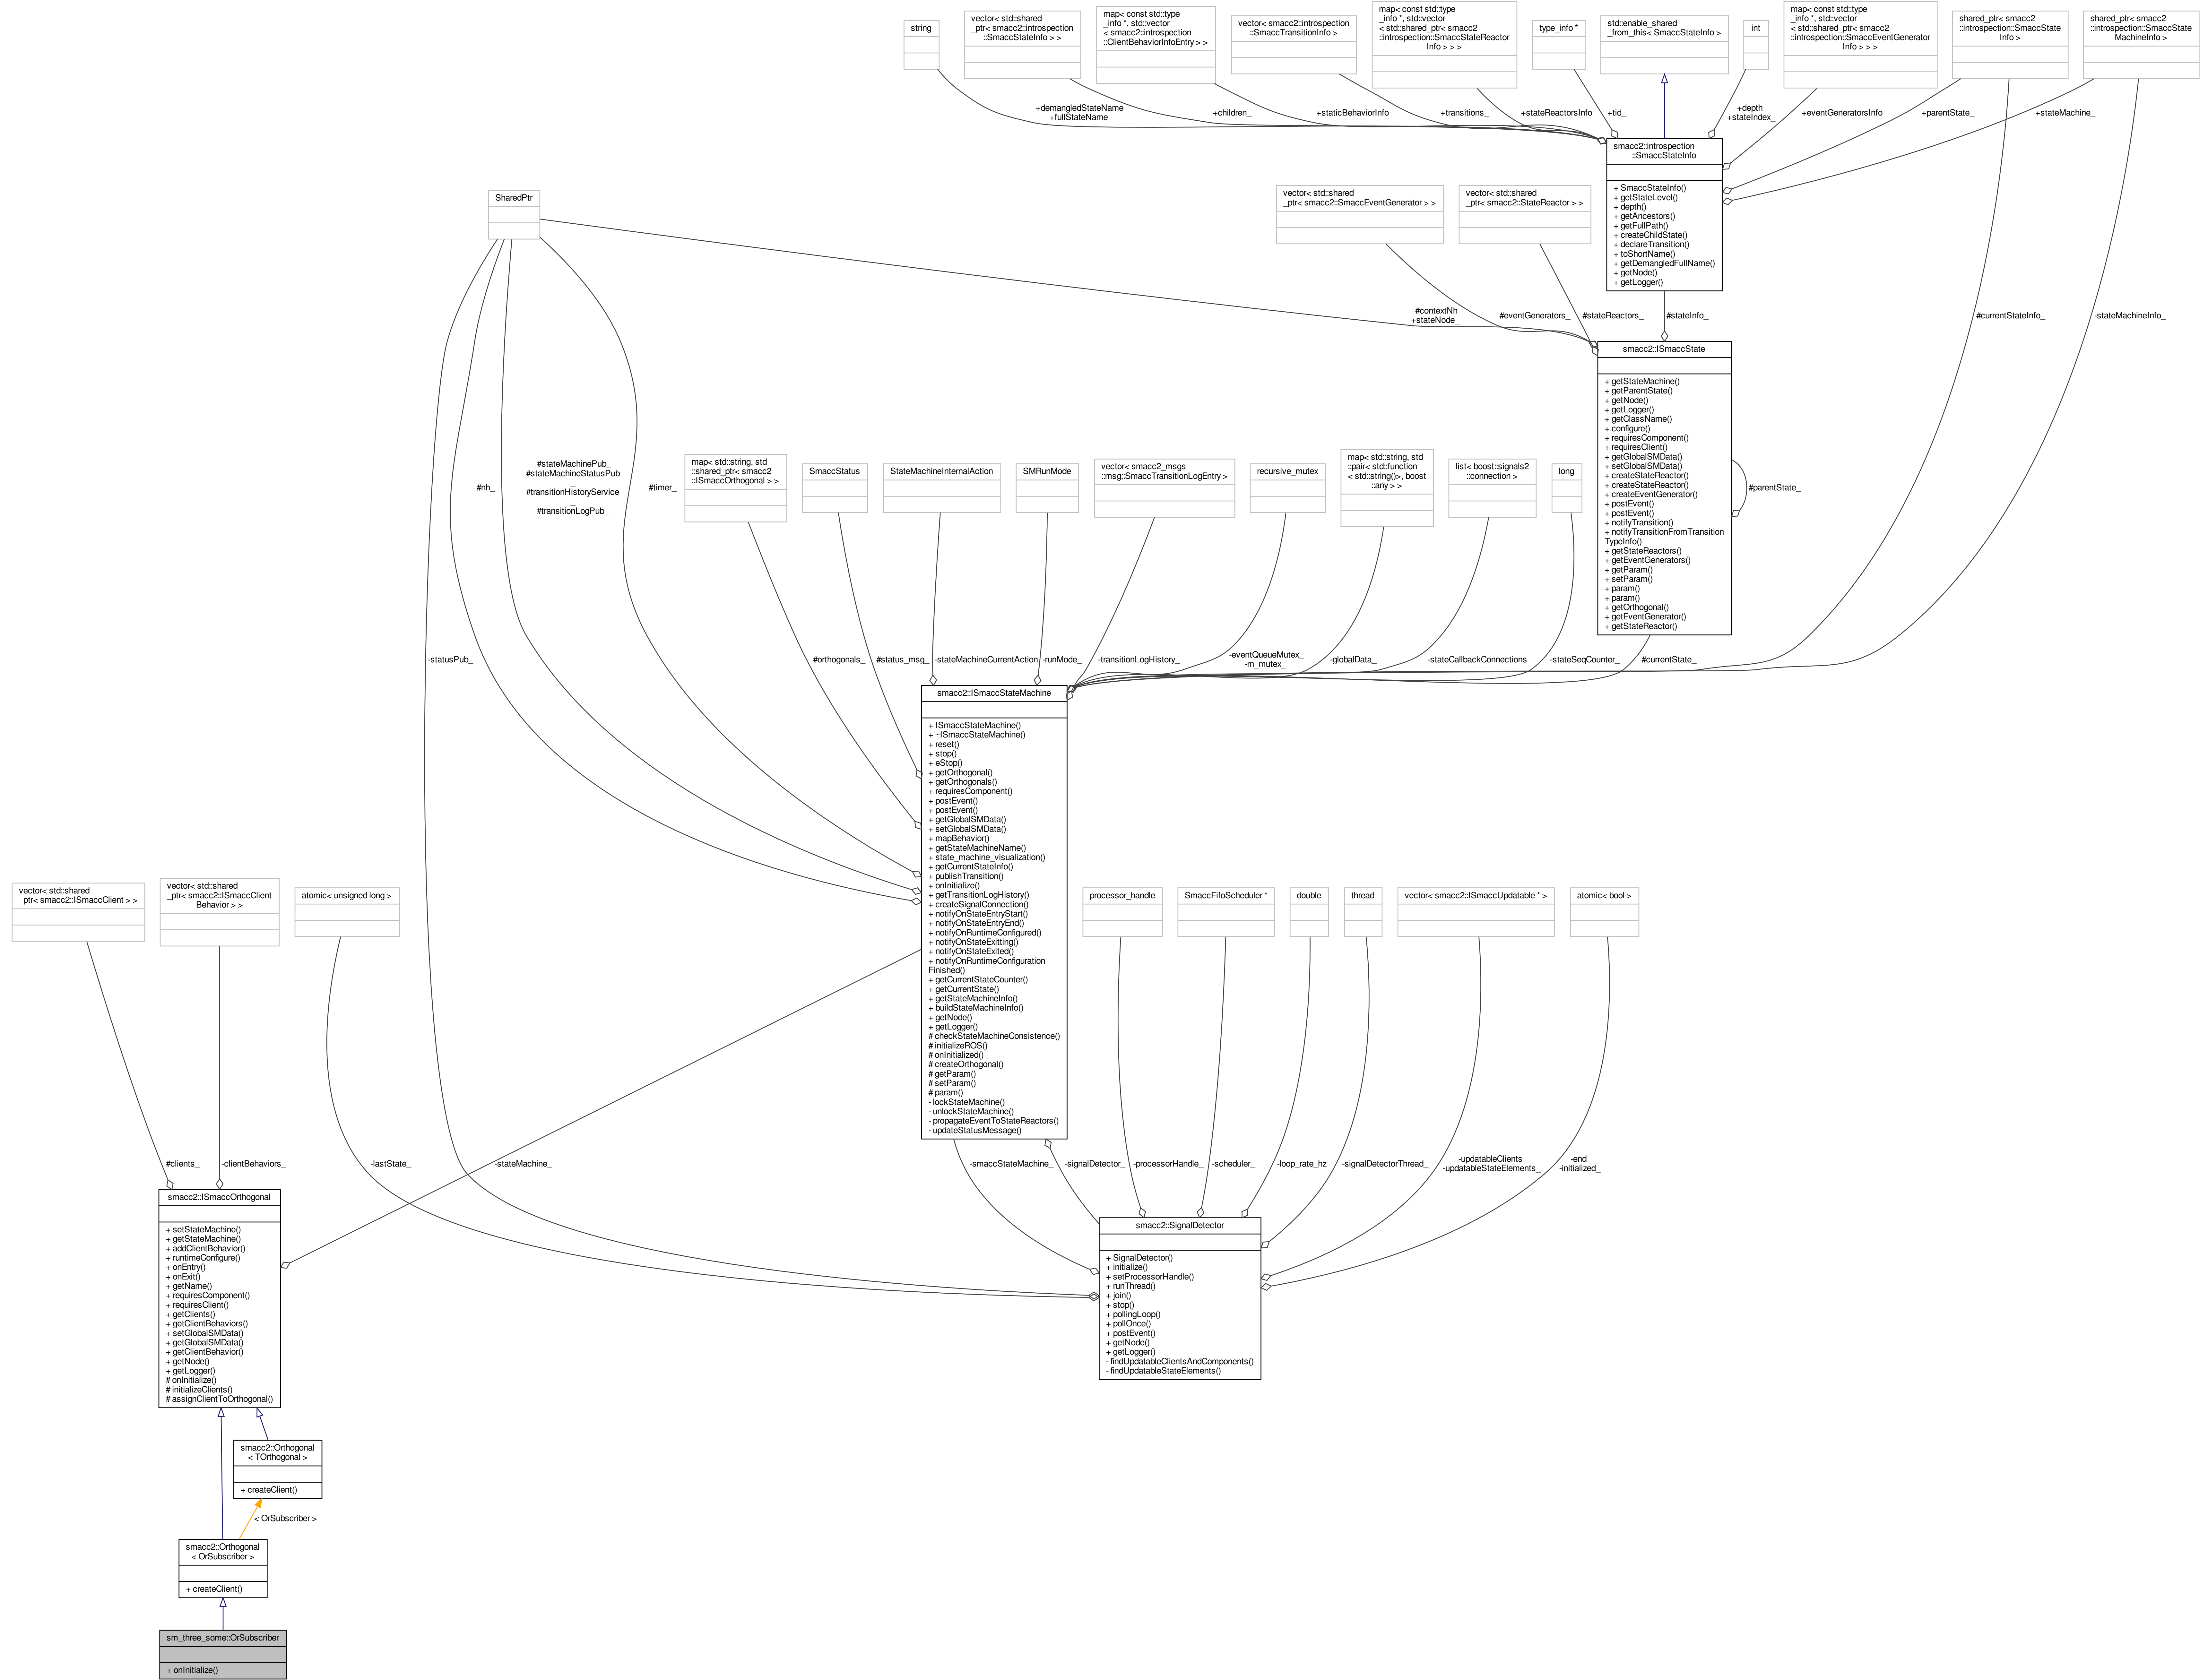 string
vector< std::shared
_ptr< smacc2::introspection
::SmaccStateInfo > >
map< const std::type
_info *, std::vector
< smacc2::introspection
::ClientBehaviorInfoEntry > >
vector< smacc2::introspection
::SmaccTransitionInfo >
map< const std::type
_info *, std::vector
< std::shared_ptr< smacc2
::introspection::SmaccStateReactor
Info > > >
type_info *
std::enable_shared
_from_this< SmaccStateInfo >
int
map< const std::type
_info *, std::vector
< std::shared_ptr< smacc2
::introspection::SmaccEventGenerator
Info > > >
shared_ptr< smacc2
::introspection::SmaccState
Info >
shared_ptr< smacc2
::introspection::SmaccState
MachineInfo >
+demangledStateName
+fullStateName
+children_
+staticBehaviorInfo
+transitions_
+stateReactorsInfo
+tid_
+depth_
+stateIndex_
+eventGeneratorsInfo
+parentState_
+stateMachine_
smacc2::introspection
::SmaccStateInfo
+ SmaccStateInfo()
+ getStateLevel()
+ depth()
+ getAncestors()
+ getFullPath()
+ createChildState()
+ declareTransition()
+ toShortName()
+ getDemangledFullName()
+ getNode()
+ getLogger()
SharedPtr
vector< std::shared
_ptr< smacc2::SmaccEventGenerator > >
vector< std::shared
_ptr< smacc2::StateReactor > >
#contextNh
+stateNode_
#eventGenerators_
#stateReactors_
#stateInfo_
#currentStateInfo_
-stateMachineInfo_
smacc2::ISmaccState
+ getStateMachine()
+ getParentState()
+ getNode()
+ getLogger()
+ getClassName()
+ configure()
+ requiresComponent()
+ requiresClient()
+ getGlobalSMData()
+ setGlobalSMData()
+ createStateReactor()
+ createStateReactor()
+ createEventGenerator()
+ postEvent()
+ postEvent()
+ notifyTransition()
+ notifyTransitionFromTransition
TypeInfo()
+ getStateReactors()
+ getEventGenerators()
+ getParam()
+ setParam()
+ param()
+ param()
+ getOrthogonal()
+ getEventGenerator()
+ getStateReactor()
#parentState_
#nh_
#stateMachinePub_
#stateMachineStatusPub
_
#transitionHistoryService
_
#transitionLogPub_
#timer_
map< std::string, std
::shared_ptr< smacc2
::ISmaccOrthogonal > >
SmaccStatus
StateMachineInternalAction
SMRunMode
vector< smacc2_msgs
::msg::SmaccTransitionLogEntry >
recursive_mutex
map< std::string, std
::pair< std::function
< std::string()>, boost
::any > >
list< boost::signals2
::connection >
long
-statusPub_
#orthogonals_
#status_msg_
-stateMachineCurrentAction
-runMode_
-transitionLogHistory_
-eventQueueMutex_
-m_mutex_
-globalData_
-stateCallbackConnections
-stateSeqCounter_
#currentState_
smacc2::ISmaccStateMachine
+ ISmaccStateMachine()
+ ~ISmaccStateMachine()
+ reset()
+ stop()
+ eStop()
+ getOrthogonal()
+ getOrthogonals()
+ requiresComponent()
+ postEvent()
+ postEvent()
+ getGlobalSMData()
+ setGlobalSMData()
+ mapBehavior()
+ getStateMachineName()
+ state_machine_visualization()
+ getCurrentStateInfo()
+ publishTransition()
+ onInitialize()
+ getTransitionLogHistory()
+ createSignalConnection()
+ notifyOnStateEntryStart()
+ notifyOnStateEntryEnd()
+ notifyOnRuntimeConfigured()
+ notifyOnStateExitting()
+ notifyOnStateExited()
+ notifyOnRuntimeConfiguration
Finished()
+ getCurrentStateCounter()
+ getCurrentState()
+ getStateMachineInfo()
+ buildStateMachineInfo()
+ getNode()
+ getLogger()
# checkStateMachineConsistence()
# initializeROS()
# onInitialized()
# createOrthogonal()
# getParam()
# setParam()
# param()
- lockStateMachine()
- unlockStateMachine()
- propagateEventToStateReactors()
- updateStatusMessage()
vector< std::shared
_ptr< smacc2::ISmaccClient > >
vector< std::shared
_ptr< smacc2::ISmaccClient
Behavior > >
atomic< unsigned long >
processor_handle
SmaccFifoScheduler *
double
thread
vector< smacc2::ISmaccUpdatable * >
atomic< bool >
#clients_
-clientBehaviors_
-lastState_
-stateMachine_
-smaccStateMachine_
-signalDetector_
-processorHandle_
-scheduler_
-loop_rate_hz
-signalDetectorThread_
-updatableClients_
-updatableStateElements_
-end_
-initialized_
smacc2::ISmaccOrthogonal
+ setStateMachine()
+ getStateMachine()
+ addClientBehavior()
+ runtimeConfigure()
+ onEntry()
+ onExit()
+ getName()
+ requiresComponent()
+ requiresClient()
+ getClients()
+ getClientBehaviors()
+ setGlobalSMData()
+ getGlobalSMData()
+ getClientBehavior()
+ getNode()
+ getLogger()
# onInitialize()
# initializeClients()
# assignClientToOrthogonal()
smacc2::SignalDetector
+ SignalDetector()
+ initialize()
+ setProcessorHandle()
+ runThread()
+ join()
+ stop()
+ pollingLoop()
+ pollOnce()
+ postEvent()
+ getNode()
+ getLogger()
- findUpdatableClientsAndComponents()
- findUpdatableStateElements()
smacc2::Orthogonal
< TOrthogonal >
+ createClient()
< OrSubscriber >
smacc2::Orthogonal
< OrSubscriber >
+ createClient()
sm_three_some::OrSubscriber
+ onInitialize()